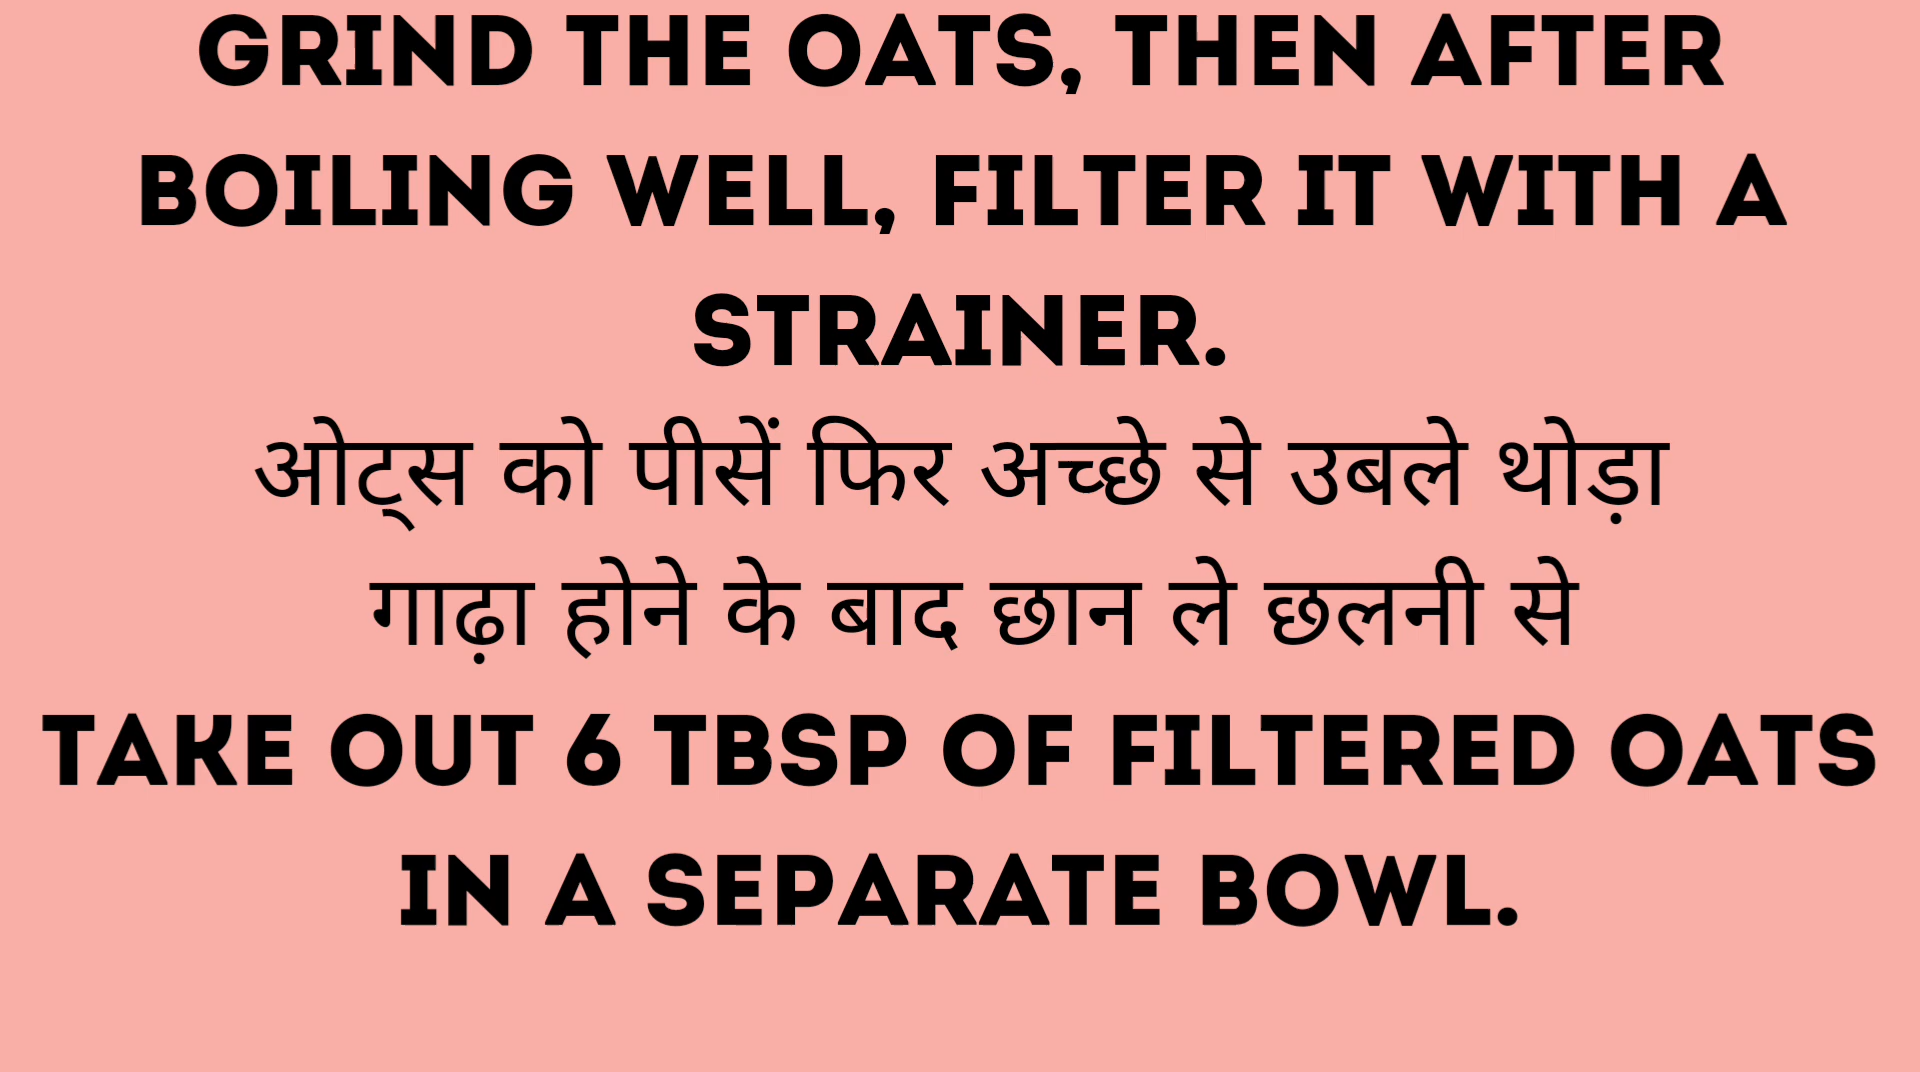 GRIND THE OATS, THEN AFTER
BOILING WELL, FILTER IT WITH A
STRAINER.
ओट्स को पीसें फिर अच्छे से उबले थोड़ा
गाढ़ा होने के बाद छान ले छलनी से
TAKE OUT 6 TBSP OF FILTERED OATS
IN A SEPARATE BOWL.